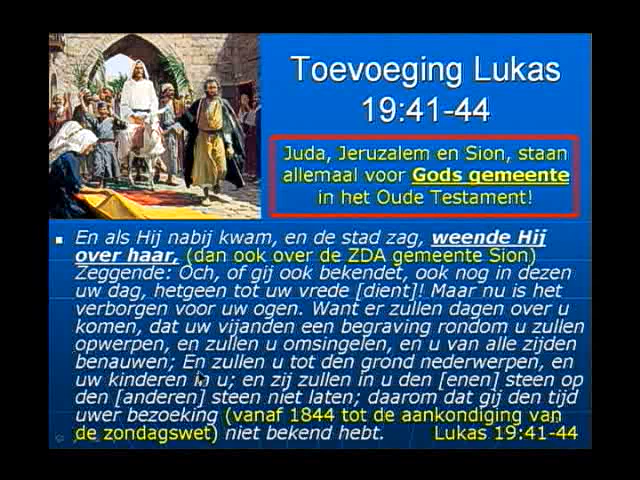 Toevoeging Lukas
19:41-44
Juda, Jeruzalem en Sion, staan
allemaal voor Gods gemeente
in het Oude Testament!
En als Hij nabij kwam, en de stad zag, weende Hij
over haar, (dan ook over de ZDA gemeente Sion)
Zeggende: Och, of gij ook bekendet, ook nog in dezen
uw dag, hetgeen tot uw vrede [dient]! Maar nu is het
verborgen voor uw ogen. Want er zullen dagen over u
komen, dat uw vijanden een begraving rondom u zullen
opwerpen, en zullen u omsingelen, en u van alle zijden
benauwen; En zullen u tot den grond nederwerpen, en
uw kinderen in u; en zij zullen in u den [enen] steen op
den [anderen] steen niet laten; daarom dat gij den tijd
uwer bezoeking (vanaf 1844 tot de aankondiging van
de zondagswet) niet bekend hebt. Lukas 19:41-44